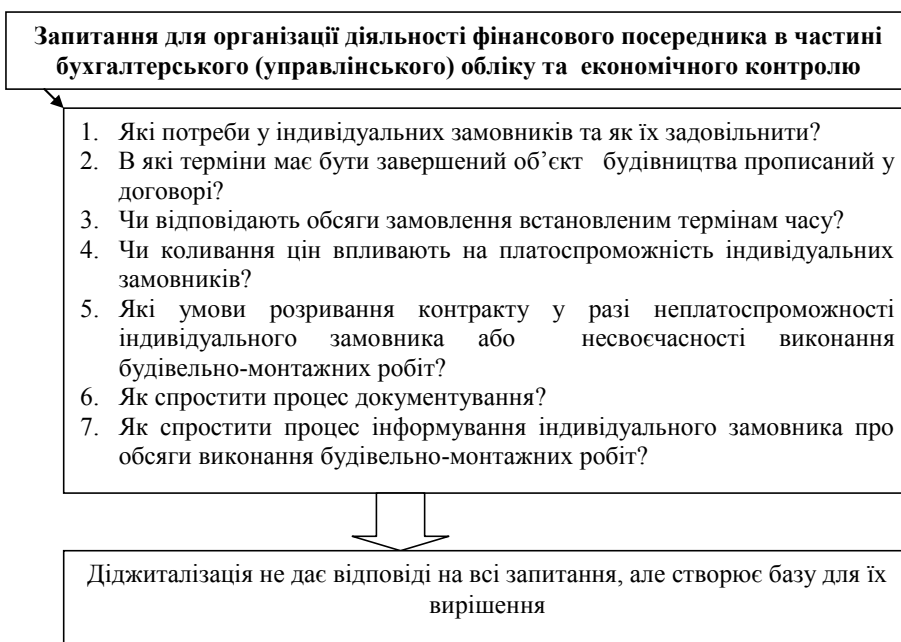 Запитання для організації діяльності фінансового посередника в частині
бухгалтерського (управлінського) обліку та економічного контролю
1. Які потреби у індивідуальних замовників та як їх задовільнити?
2. В які терміни має бути завершений об’єкт будівництва прописаний у
договорі?
3. Чи відповідають обсяги замовлення встановленим термінам часу?
4. Чи коливання цін впливають на платоспроможність індивідуальних
замовників?
5. Які умови розривання контракту у разі неплатоспроможності
індивідуального замовника або несвоєчасності виконання
будівельно-монтажних робіт?
6. Як спростити процес документування?
7. Як спростити процес інформування індивідуального замовника про
обсяги виконання будівельно-монтажних робіт?
Діджиталізація не дає відповіді на всі запитання, але створює базу для їх
вирішення